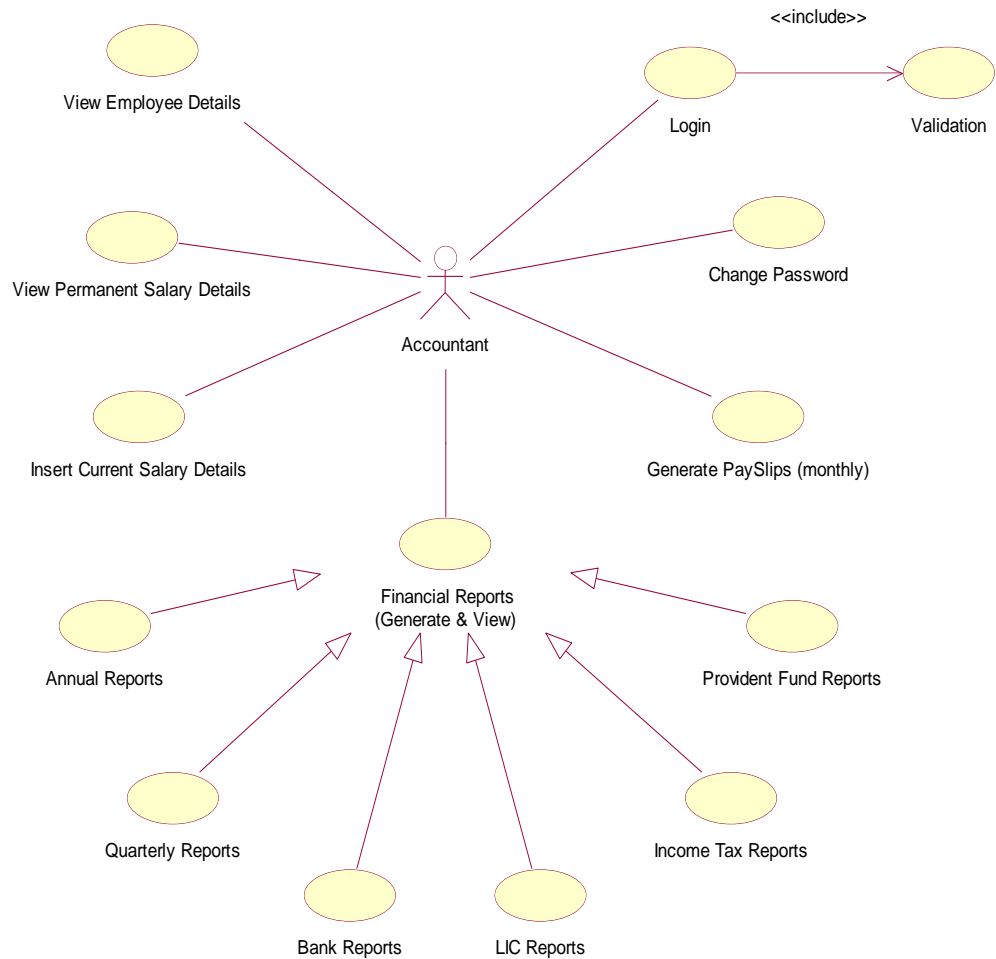 <<include>>
View Employee Details
Login
Validation
View Permanent Salary Details
Change Password
Accountant
Insert Current Salary Details
Generate PaySlips (monthly)
Financial Reports
(Generate & View)
Annual Reports
Provident Fund Reports
Quarterly Reports
Income Tax Reports
Bank Reports
LIC Reports